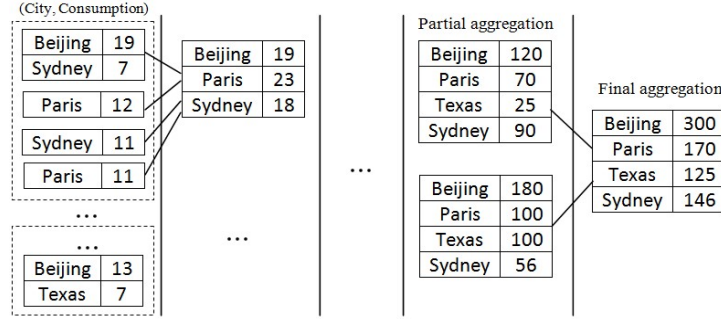 (City, Consumption)
Beijing 19
Sydney 7
Paris 12
Sydney 11
Paris 11
...
...
Beijing 13
Texas 7
Beijing 19
Paris 23
Sydney 18
...
...
Partial aggregation
Beijing 120
Paris 70
Texas 25
Sydney 90
Beijing 180
Paris 100
Texas 100
Sydney 56
Final aggregation
Beijing 300
Paris 170
Texas 125
Sydney 146